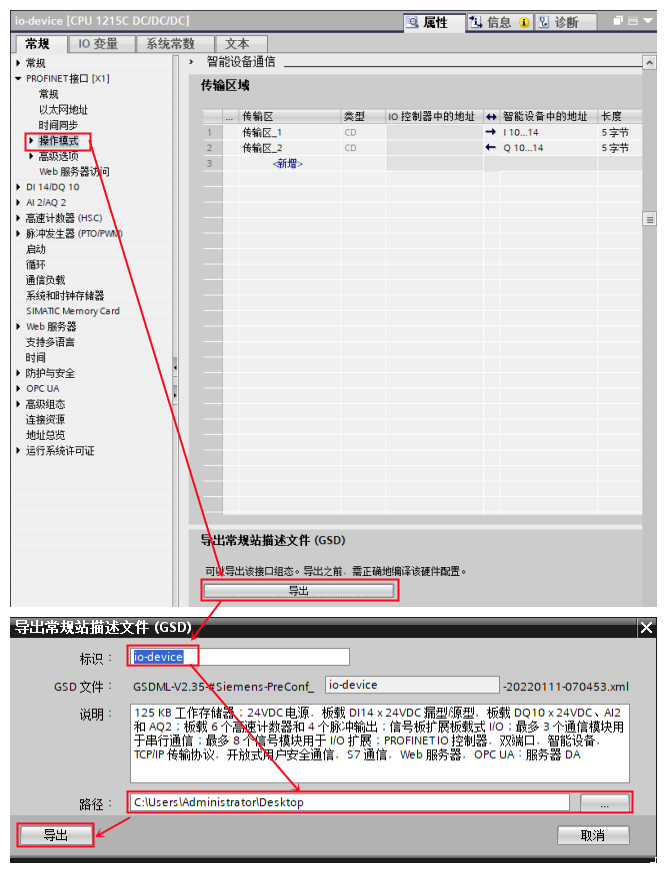 io-device [CPU 1215C DC/DC/DC]
属性 信息 诊断
常规 IO 变量 系统常数 文本
常规
PROFINET接口 [X1]
常规
以太网地址
时间同步
操作模式
高级选项
Web 服务器访问
DI 14/DQ 10
AI 2/AQ 2
高速计数器 (HSC)
脉冲发生器 (PTO/PWM)
启动
循环
通信负载
系统和时钟存储器
SIMATIC Memory Card
Web 服务器
支持多语言
时间
防护与安全
OPC UA
高级组态
连接资源
地址总览
运行系统许可证
智能设备通信
传输区域
... 传输区 类型 IO 控制器中的地址 智能设备中的地址 长度
1 传输区_1 CD → I 10...14 5 字节
2 传输区_2 CD ← Q 10...14 5 字节
3 <新增>
导出常规站描述文件 (GSD)
可以导出该接口组态。导出之前，需正确地编译该硬件配置。
导出
导出常规站描述文件 (GSD)
标识： io-device
GSD 文件： GSDML-V2.35-#Siemens-PreConf_ io-device -20220111-070453.xml
说明： 125 KB 工作存储器；24VDC 电源，板载 DI14 x 24VDC 漏型/源型，板载 DQ10 x 24VDC、AI2
和 AQ2；板载 6 个高速计数器和 4 个脉冲输出；信号板扩展板载式 I/O；最多 3 个通信模块用
于串行通信；最多 8 个信号模块用于 I/O 扩展；PROFINET IO 控制器，双端口，智能设备，
TCP/IP 传输协议，开放式用户安全通信，S7 通信，Web 服务器，OPC UA：服务器 DA
路径： C:\Users\Administrator\Desktop ...
导出 取消